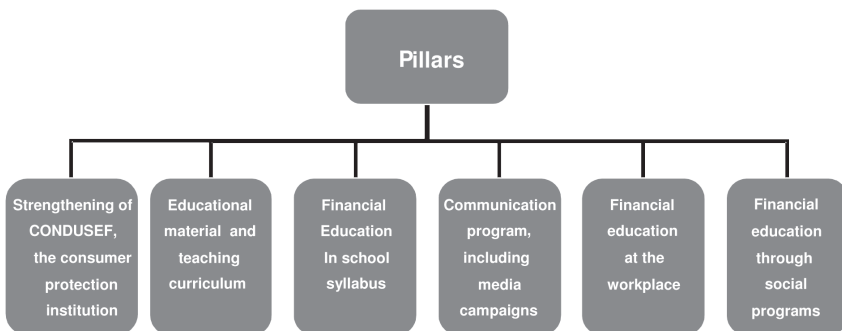 Pillars
Strengthening of
CONDUSEF,
the consumer
protection
institution
Educational
material and
teaching
curriculum
Financial
Education
In school
syllabus
Communication
program,
including
media
campaigns
Financial
education
at the
workplace
Financial
education
through
social
programs